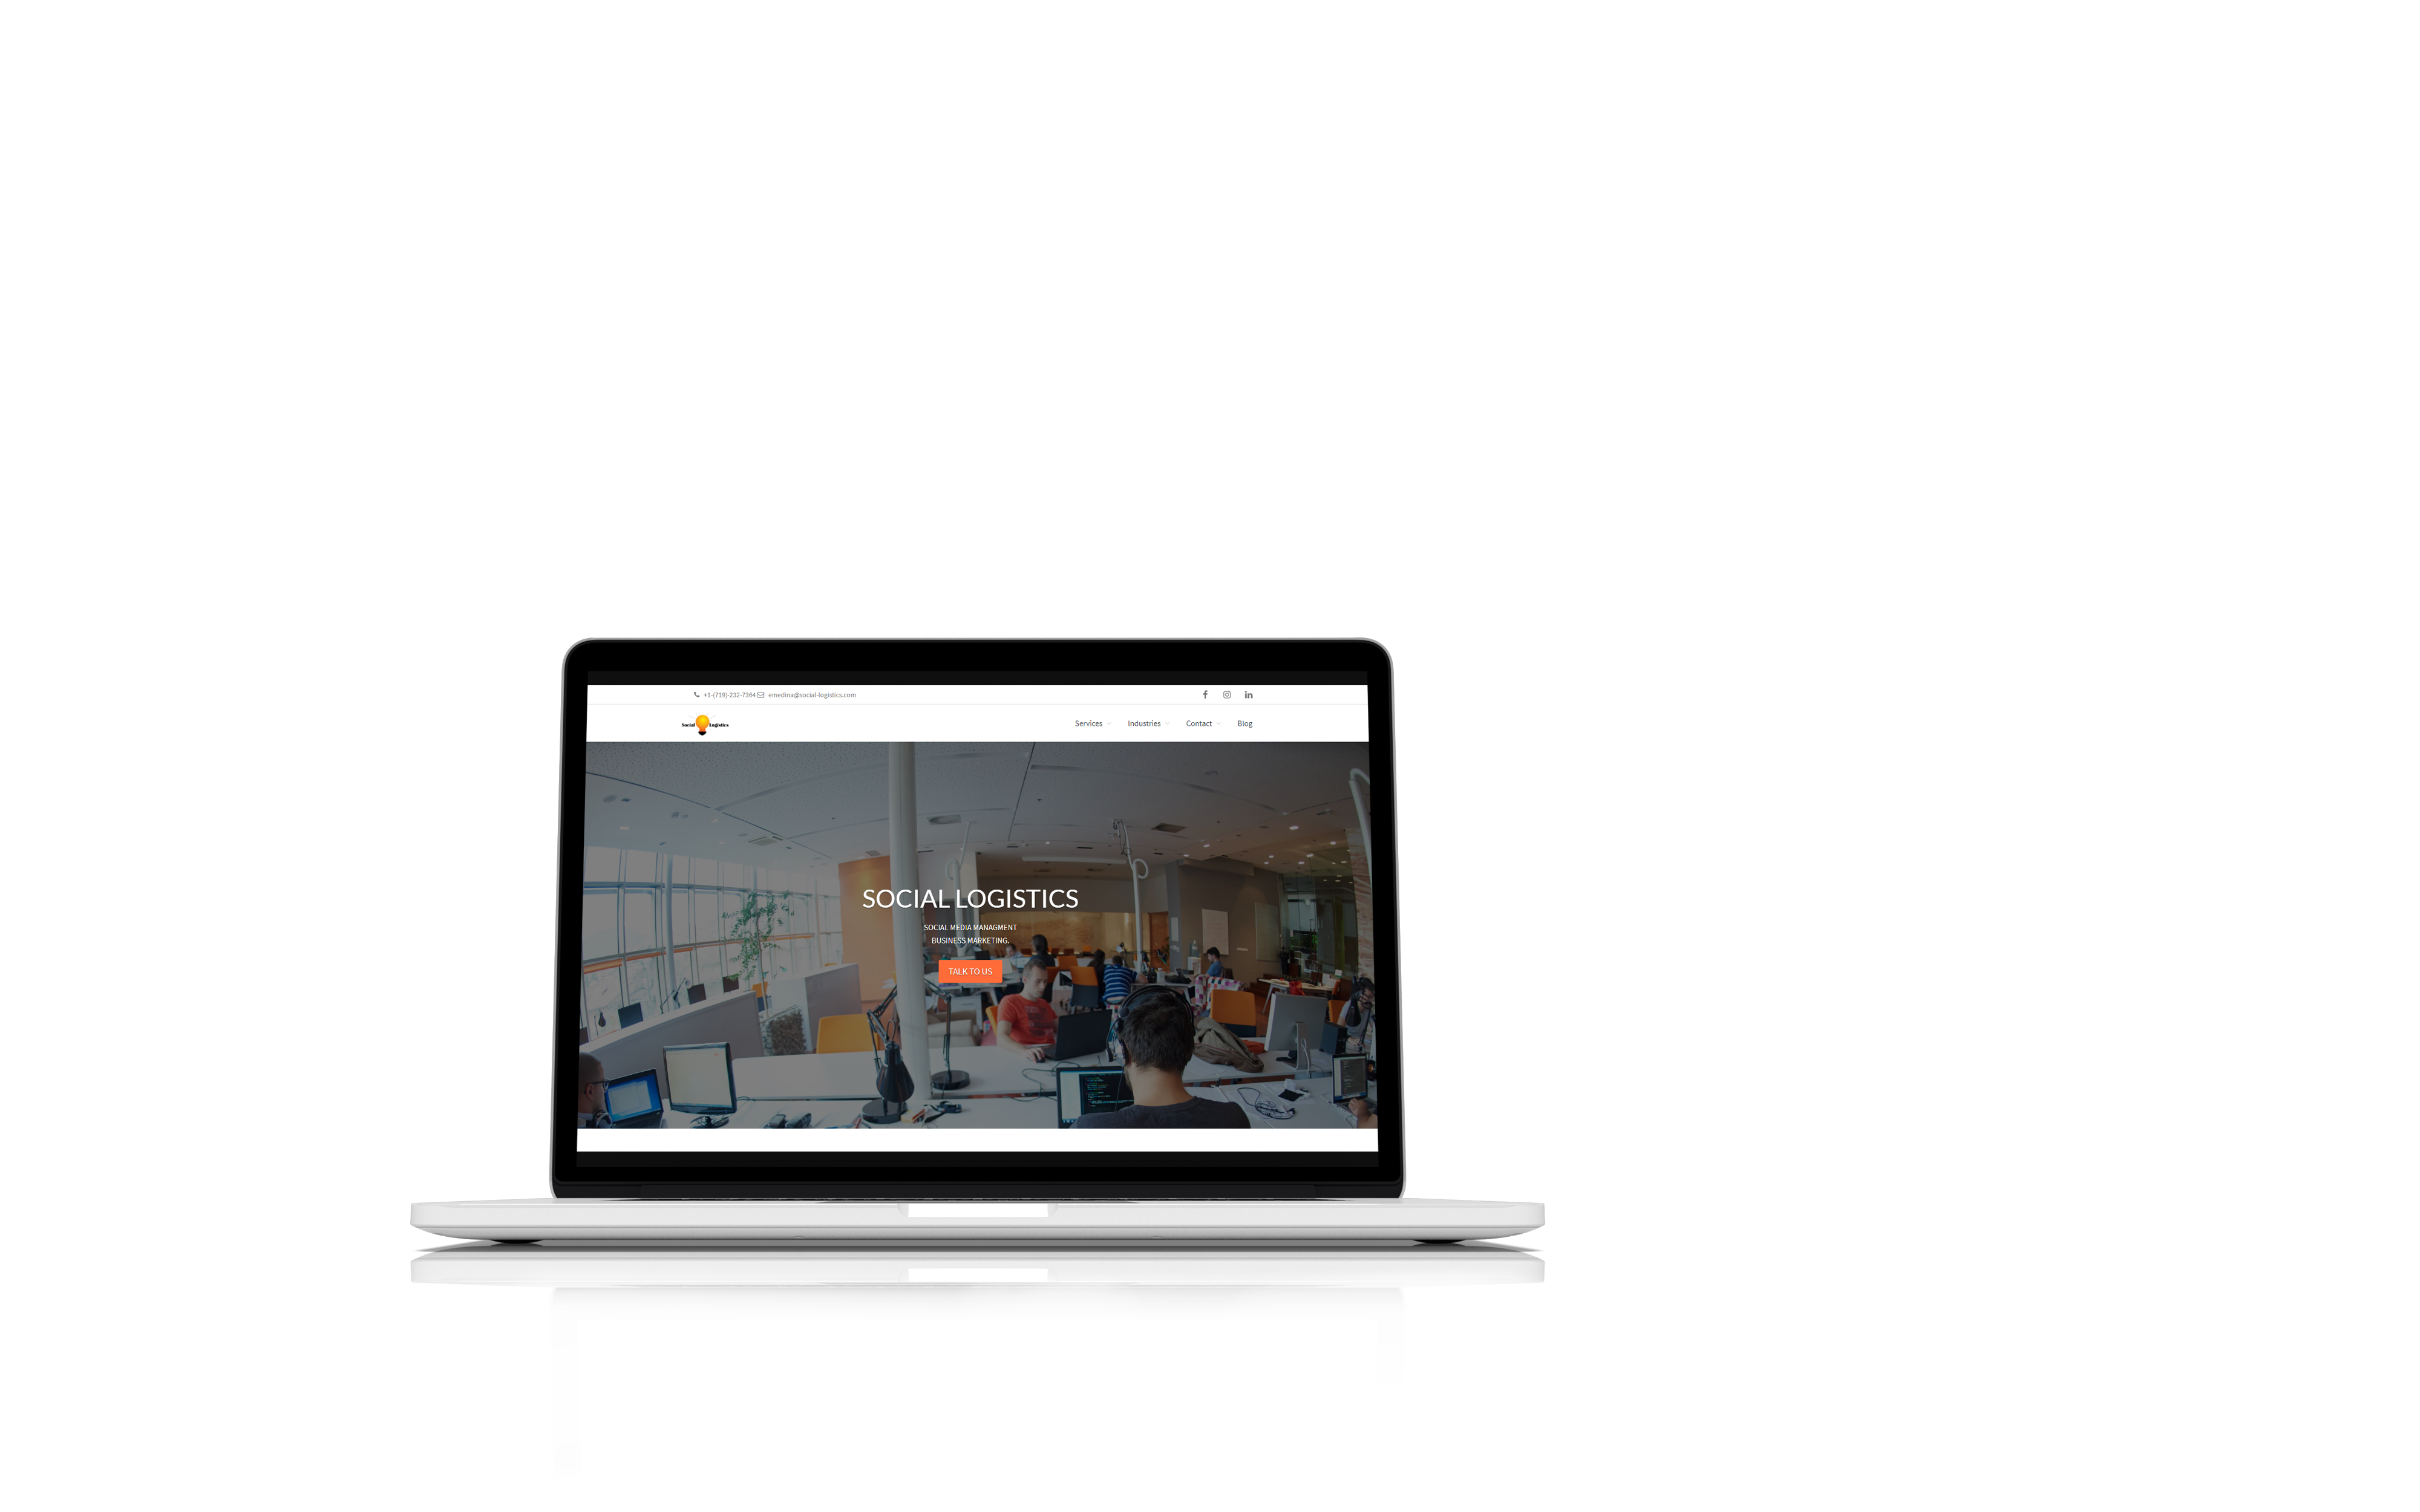 +1-(719)-232-7364 emedina@social-logistics.com
Social Logistics
Services Industries Contact Blog
SOCIAL LOGISTICS
SOCIAL MEDIA MANAGMENT
BUSINESS MARKETING.
TALK TO US